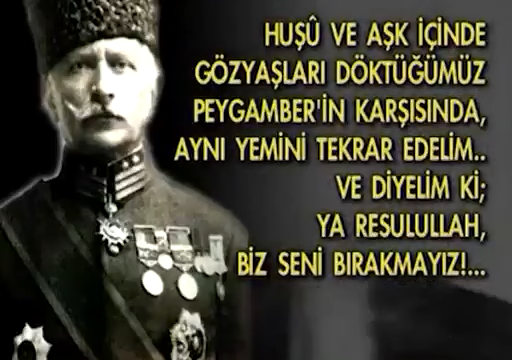 HUŞÛ VE AŞK İÇİNDE
GÖZYAŞLARI DÖKTÜĞÜMÜZ
PEYGAMBER'İN KARŞISINDA,
AYNI YEMİNİ TEKRAR EDELİM..
VE DİYELİM Kİ;
YA RESULULLAH,
BİZ SENİ BIRAKMAYIZ!...